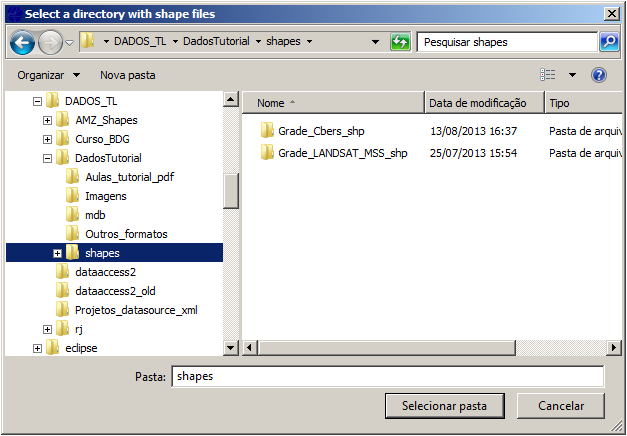 Select a directory with shape files
DADOS_TL DadosTutorial shapes Pesquisar shapes
Organizar Nova pasta
DADOS_TL
AMZ_Shapes
Curso_BDG
DadosTutorial
Aulas_tutorial_pdf
Imagens
mdb
Outros_formatos
shapes
dataaccess2
dataaccess2_old
Projetos_datasource_xml
rj
eclipse
Nome Data de modificação Tipo
Grade_Cbers_shp 13/08/2013 16:37 Pasta de arquiv
Grade_LANDSAT_MSS_shp 25/07/2013 15:54 Pasta de arquiv
Pasta: shapes
Selecionar pasta Cancelar